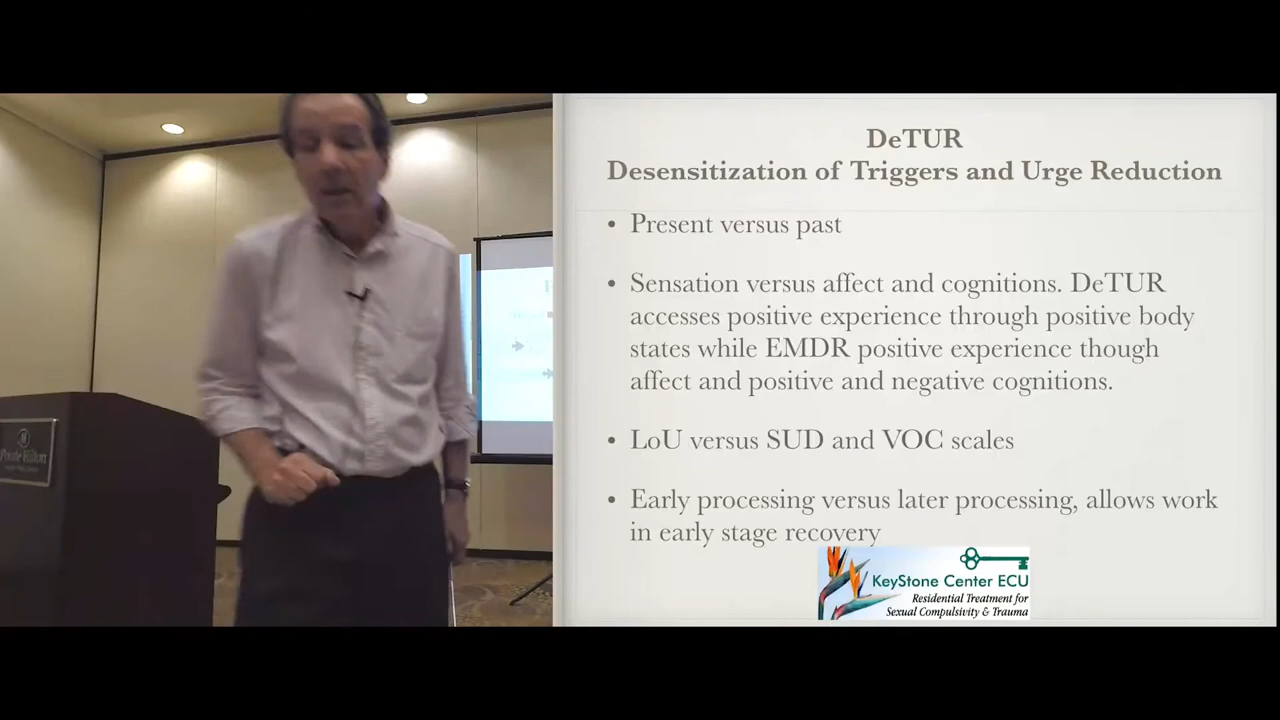 DeTUR
Desensitization of Triggers and Urge Reduction
• Present versus past
• Sensation versus affect and cognitions. DeTUR
accesses positive experience through positive body
states while EMDR positive experience though
affect and positive and negative cognitions.
• LoU versus SUD and VOC scales
• Early processing versus later processing, allows work
in early stage recovery
KeyStone Center ECU
Residential Treatment for
Sexual Compulsivity & Trauma
Pointe Hilton